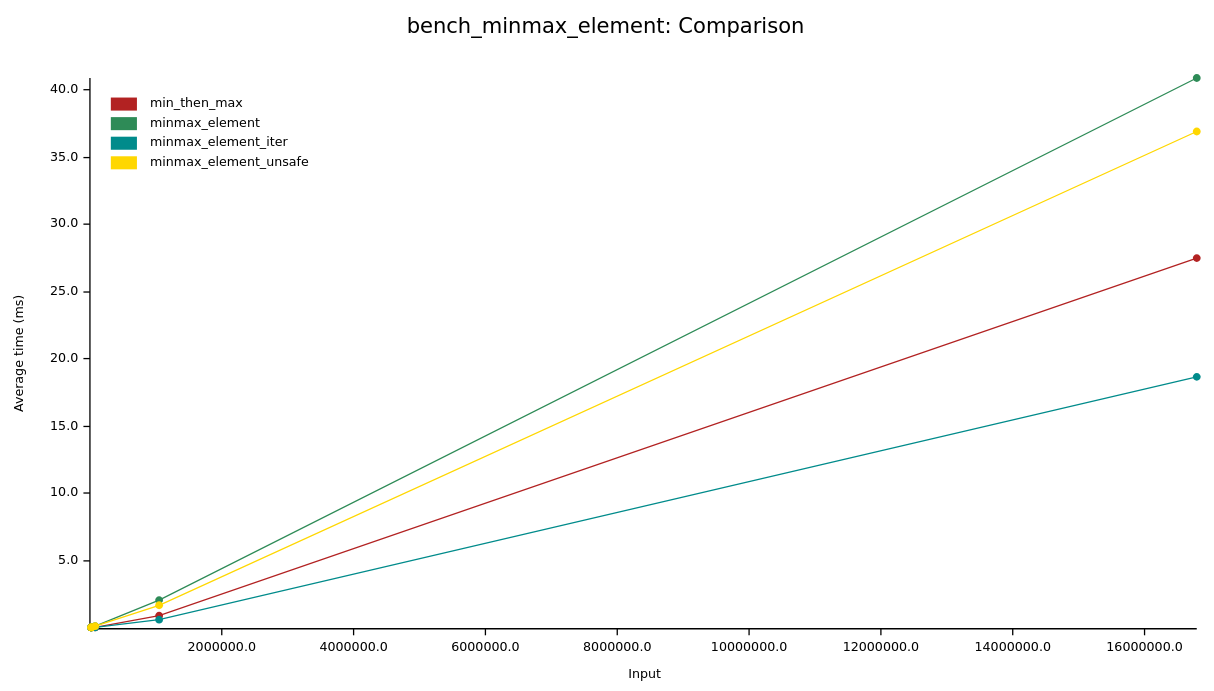 bench_minmax_element: Comparison
min_then_max
minmax_element
minmax_element_iter
minmax_element_unsafe
Average time (ms)
40.0
35.0
30.0
25.0
20.0
15.0
10.0
5.0
2000000.0 4000000.0 6000000.0 8000000.0 10000000.0 12000000.0 14000000.0 16000000.0
Input